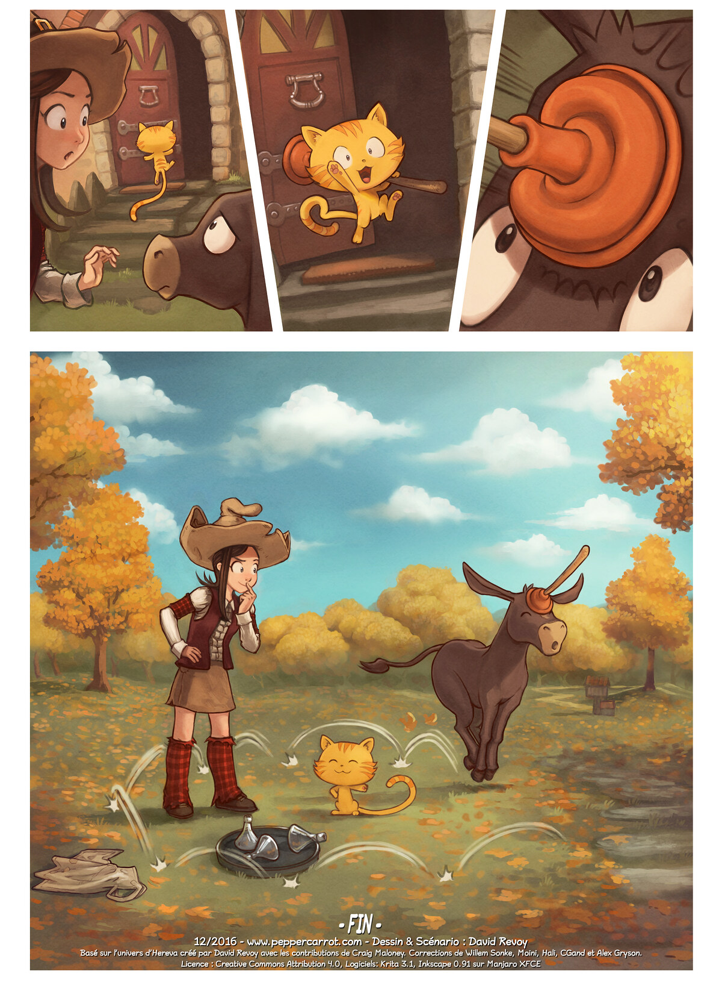 - FIN -
12/2016 - www.peppercarrot.com - Dessin & Scénario : David Revoy
Basé sur l'univers d'Hereva créé par David Revoy avec les contributions de Craig Maloney. Corrections de Willem Sonke, Moini, Hali, CGand et Alex Gryson.
Licence : Creative Commons Attribution 4.0, Logiciels: Krita 3.1, Inkscape 0.91 sur Manjaro XFCE